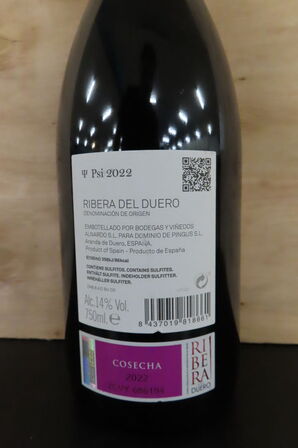 Ψ Psi 2022
RIBERA DEL DUERO
DENOMINACIÓN DE ORIGEN
EMBOTELLADO POR BODEGAS Y VIÑEDOS
ALNARDO S.L. PARA DOMINIO DE PINGUS S.L.
Aranda de Duero, ESPAÑA.
Product of Spain - Producto de España
CONTIENE SULFITOS. CONTAINS SULFITES.
ENTHÄLT SULFITE. INDEHOLDER SULFITTER.
INNEHÅLLER SULFITER.
Alc.14% Vol.
750ml. e
8 437019 818661
COSECHA
2022
RIBERA
DUERO